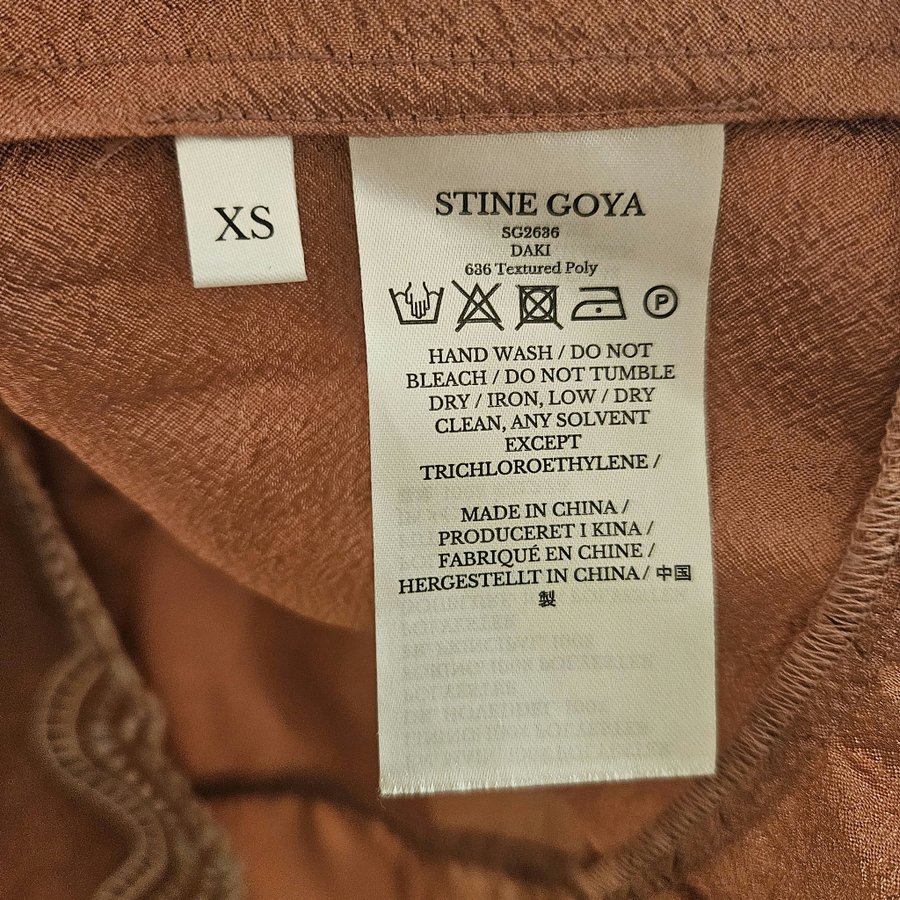 XS
STINE GOYA
SG2636
DAKI
636 Textured Poly
P
HAND WASH / DO NOT
BLEACH / DO NOT TUMBLE
DRY / IRON, LOW / DRY
CLEAN, ANY SOLVENT
EXCEPT
TRICHLOROETHYLENE /
MADE IN CHINA /
PRODUCERET I KINA /
FABRIQUÉ EN CHINE /
HERGESTELLT IN CHINA / 中国
製